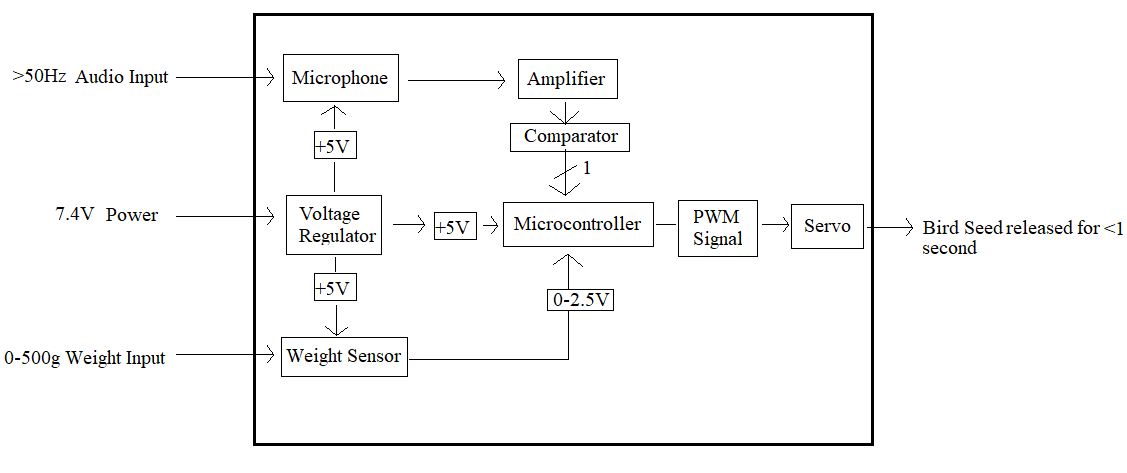 >50Hz Audio Input
Microphone
Amplifier
+5V
Comparator
1
7.4V Power
Voltage
Regulator
+5V
Microcontroller
PWM
Signal
Servo
Bird Seed released for <1
second
+5V
0-2.5V
0-500g Weight Input
Weight Sensor